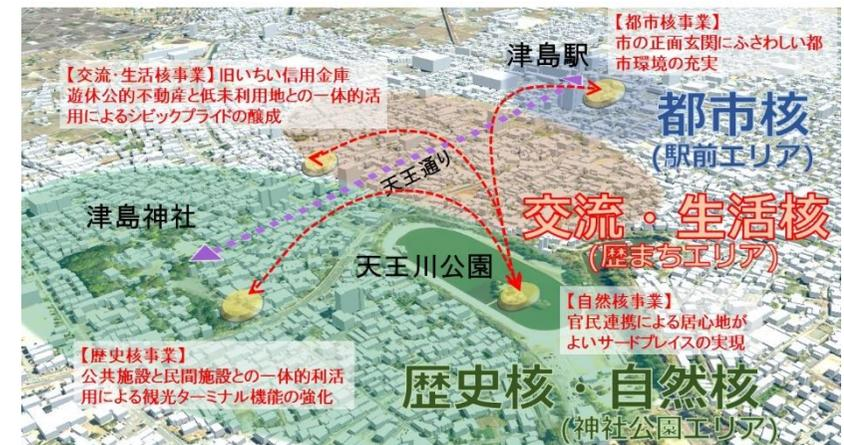 【都市核事業】
市の正面玄関にふさわしい都
市環境の充実
津島駅
【交流・生活核事業】旧いちい信用金庫
遊休公的不動産と低未利用地との一体的活
用によるシビックプライドの醸成
都市核
(駅前エリア)
天王通り
津島神社
交流・生活核
(歴まちエリア)
天王川公園
【自然核事業】
官民連携による居心地が
よいサードプレイスの実現
【歴史核事業】
公共施設と民間施設との一体的利活
用による観光ターミナル機能の強化
歴史核・自然核
(神社公園エリア)